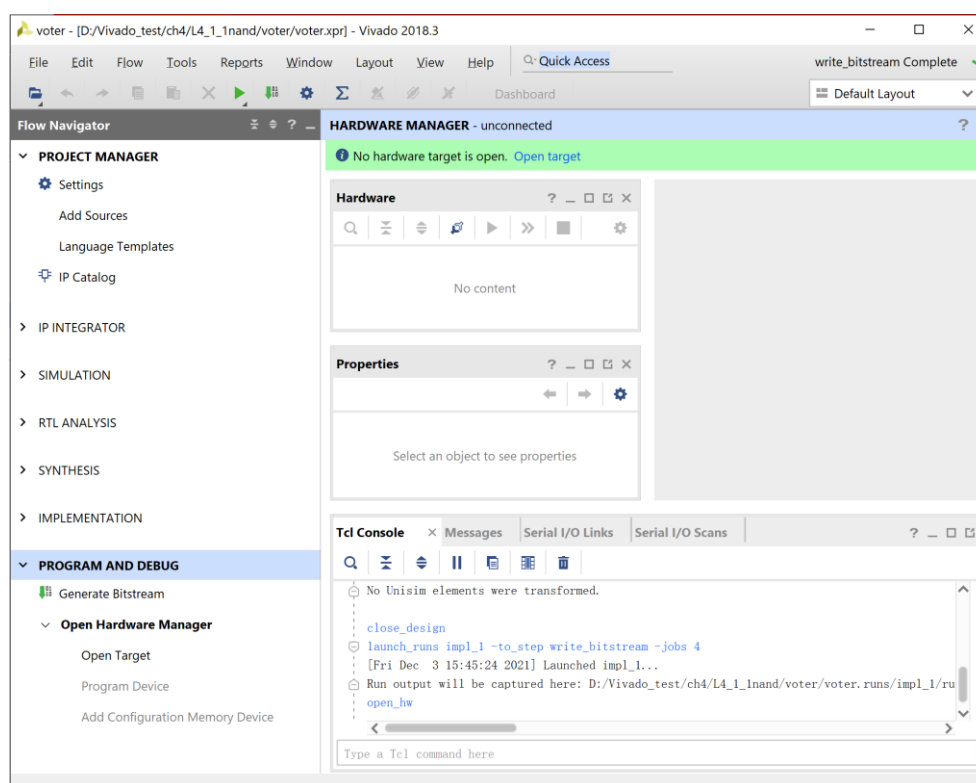 voter - [D:/Vivado_test/ch4/L4_1_1nand/voter/voter.xpr] - Vivado 2018.3
File Edit Flow Tools Reports Window Layout View Help Quick Access write_bitstream Complete
Dashboard Default Layout
Flow Navigator
HARDWARE MANAGER - unconnected
No hardware target is open. Open target
PROJECT MANAGER
Settings
Add Sources
Language Templates
IP Catalog
IP INTEGRATOR
SIMULATION
RTL ANALYSIS
SYNTHESIS
IMPLEMENTATION
PROGRAM AND DEBUG
Generate Bitstream
Open Hardware Manager
Open Target
Program Device
Add Configuration Memory Device
Hardware
No content
Properties
Select an object to see properties
Tcl Console Messages Serial I/O Links Serial I/O Scans
No Unisim elements were transformed.
close_design
launch_runs impl_1 -to_step write_bitstream -jobs 4
[Fri Dec 3 15:45:24 2021] Launched impl_1...
Run output will be captured here: D:/Vivado_test/ch4/L4_1_1nand/voter/voter.runs/impl_1/ru
open_hw
Type a Tcl command here